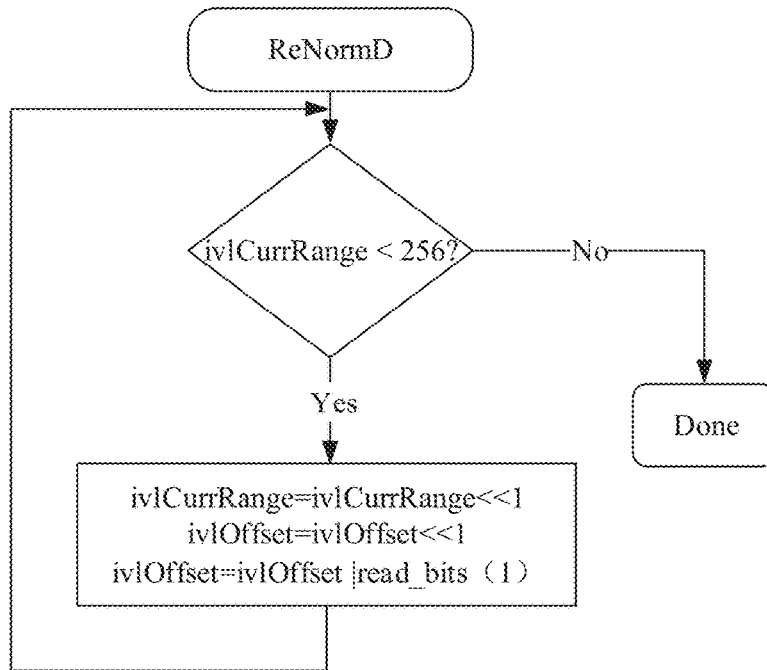 ReNormD
ivlCurrRange < 256?
No
Yes
Done
ivlCurrRange=ivlCurrRange<<1
ivlOffset=ivlOffset<<1
ivlOffset=ivlOffset |read_bits（1）